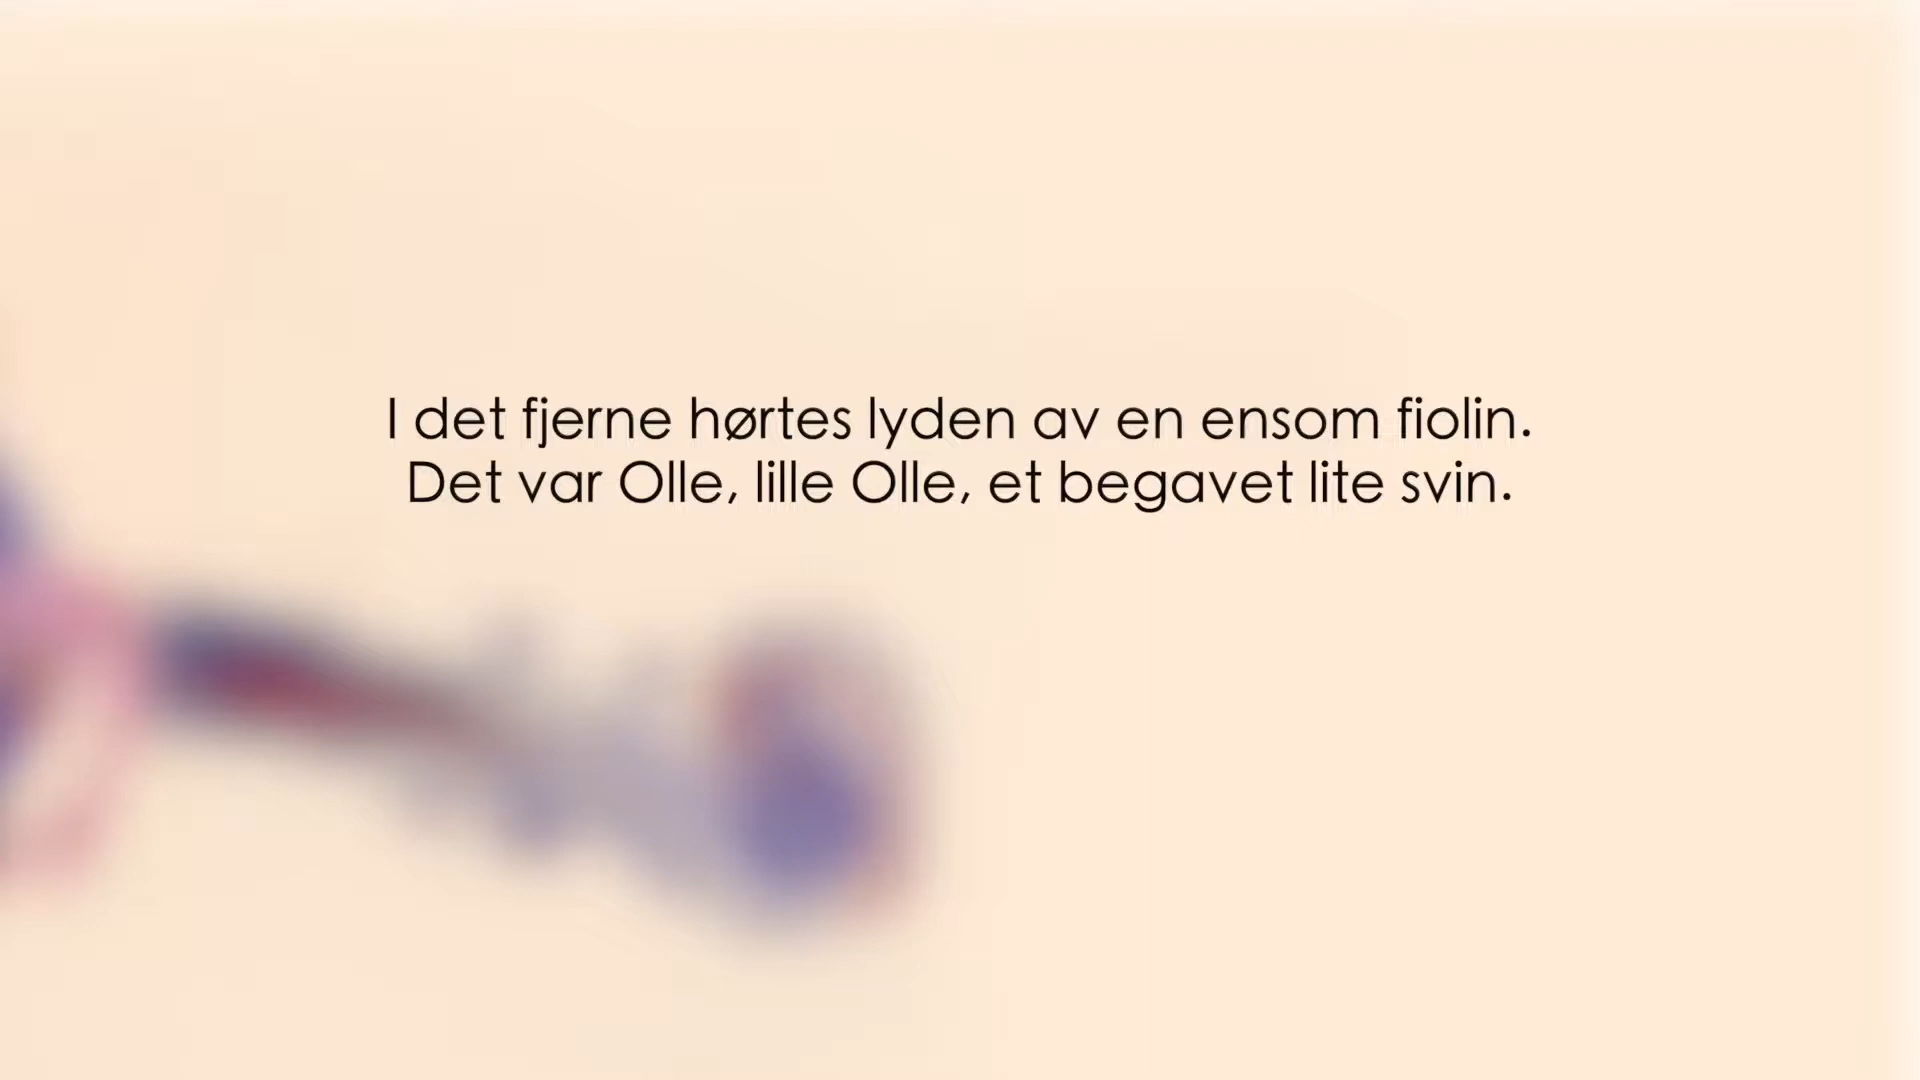 I det fjerne hørtes lyden av en ensom fiolin.
Det var Olle, lille Olle, et begavet lite svin.